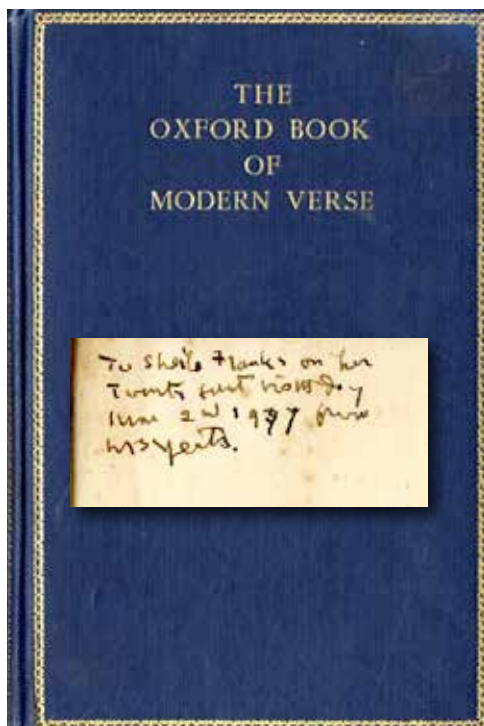 THE
OXFORD BOOK
OF
MODERN VERSE
To Sheila Franks on her
Twenty first birthday
June 2nd 1937 from
WB Yeats.